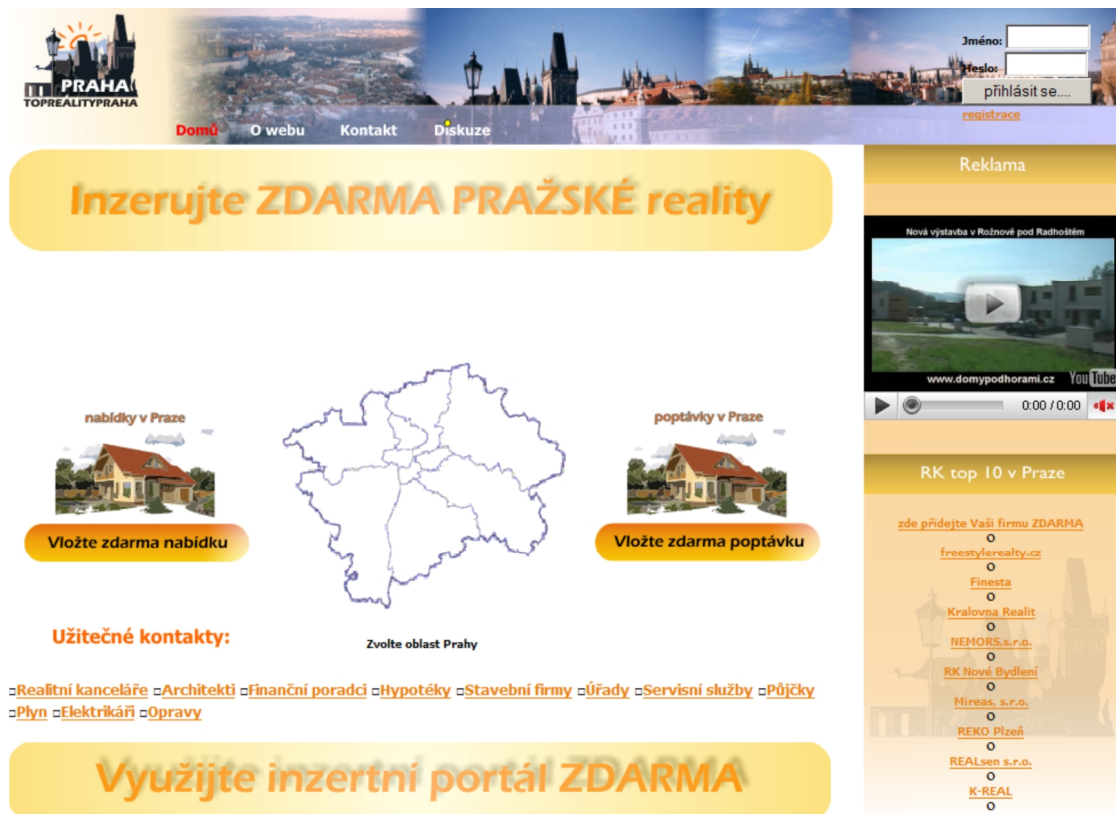 PRAHA
TOPREALITYPRAHA
Jméno:
Heslo:
přihlásit se....
registrace
Domů O webu Kontakt Diskuze
Inzerujte ZDARMA PRAŽSKÉ reality
Reklama
Nová výstavba v Rožnově pod Radhoštěm
www.domypodhorami.cz YouTube
0:00 / 0:00
nabídky v Praze
Vložte zdarma nabídku
poptávky v Praze
Vložte zdarma poptávku
Užitečné kontakty:
Zvolte oblast Prahy
Realitní kanceláře Architekti Finanční poradci Hypotéky Stavební firmy Úřady Servisní služby Půjčky
Plyn Elektrikáři Opravy
Využijte inzertní portál ZDARMA
RK top 10 v Praze
zde přidejte Vaši firmu ZDARMA
o
freestylerealty.cz
o
Finesta
o
Kralovna Realit
o
NEMORS,s.r.o.
o
RK Nové Bydlení
o
Mireas, s.r.o.
o
REKO Plzeň
o
REALsen s.r.o.
o
K-REAL
o